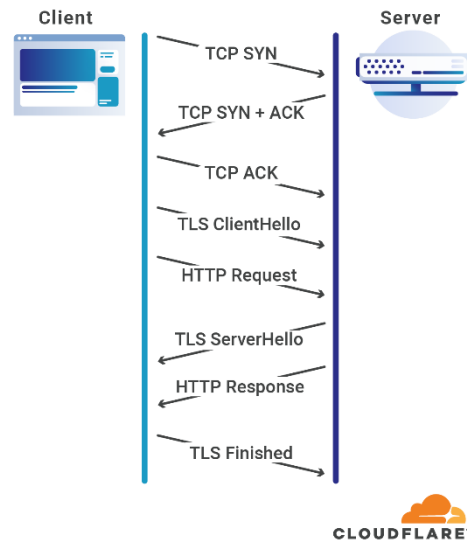 Client
Server
TCP SYN
TCP SYN + ACK
TCP ACK
TLS ClientHello
HTTP Request
TLS ServerHello
HTTP Response
TLS Finished
CLOUDFLARE